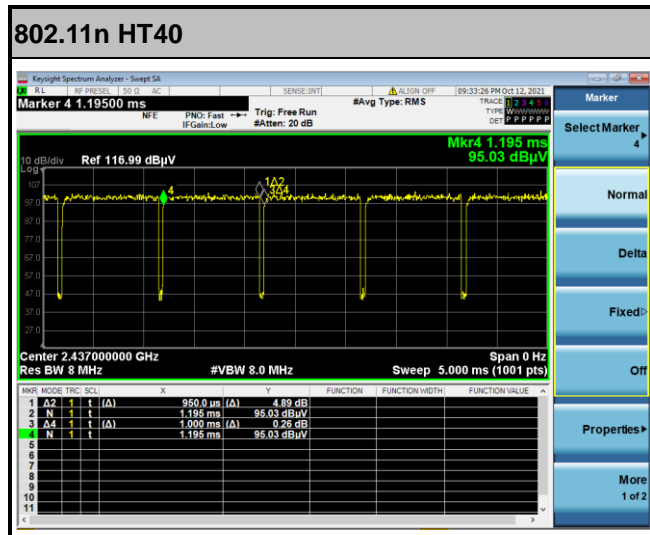 802.11n HT40
Keysight Spectrum Analyzer - Swept SA
RL RF PRESEL 50 Ω AC SENSE:INT ALIGN OFF 09:33:26 PM Oct 12, 2021
Marker 4 1.19500 ms
NFE PNO: Fast Trig: Free Run #Avg Type: RMS TRACE 1 2 3 4 5 6
IFGain:Low #Atten: 20 dB TYPE WWWWWW
DET P P P P P P
Marker
Select Marker
4
Normal
Delta
Fixed
Off
Properties
More
1 of 2
Mkr4 1.195 ms
95.03 dBµV
10 dB/div Ref 116.99 dBµV
Log
107
97.0
87.0
77.0
67.0
57.0
47.0
37.0
27.0
4
1Δ2
3Δ4
Center 2.437000000 GHz Span 0 Hz
Res BW 8 MHz #VBW 8.0 MHz Sweep 5.000 ms (1001 pts)
MKR MODE TRC SCL X Y FUNCTION FUNCTION WIDTH FUNCTION VALUE
1 Δ2 1 t (Δ) 950.0 µs (Δ) 4.89 dB
2 N 1 t 1.195 ms 95.03 dBµV
3 Δ4 1 t (Δ) 1.000 ms (Δ) 0.26 dB
4 N 1 t 1.195 ms 95.03 dBµV
5
6
7
8
9
10
11